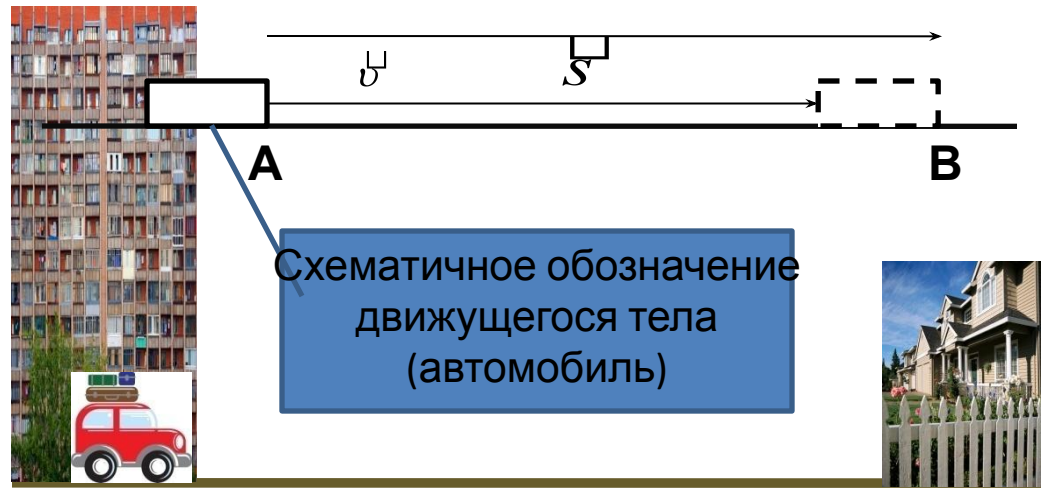 υ S
A B
Схематичное обозначение
движущегося тела
(автомобиль)